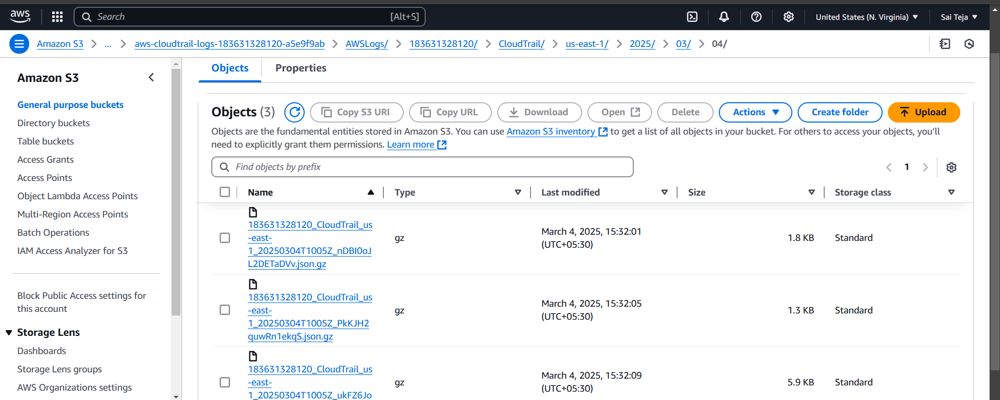 aws
Search [Alt+S]
United States (N. Virginia) Sai Teja
Amazon S3 ... aws-cloudtrail-logs-183631328120-a5e9f9ab AWSLogs/ 183631328120/ CloudTrail/ us-east-1/ 2025/ 03/ 04/
Amazon S3
General purpose buckets
Directory buckets
Table buckets
Access Grants
Access Points
Object Lambda Access Points
Multi-Region Access Points
Batch Operations
IAM Access Analyzer for S3
Block Public Access settings for
this account
Storage Lens
Dashboards
Storage Lens groups
AWS Organizations settings
Objects Properties
Objects (3) Copy S3 URI Copy URL Download Open Delete Actions Create folder Upload
Objects are the fundamental entities stored in Amazon S3. You can use Amazon S3 inventory to get a list of all objects in your bucket. For others to access your objects, you'll
need to explicitly grant them permissions. Learn more
Find objects by prefix
1
Name Type Last modified Size Storage class
183631328120_CloudTrail_us
-east-
1_20250304T1005Z_nDBI0oJ
L2DETaDVv.json.gz
gz
March 4, 2025, 15:32:01
(UTC+05:30)
1.8 KB
Standard
183631328120_CloudTrail_us
-east-
1_20250304T1005Z_PkKJH2
quwRn1ekqS.json.gz
gz
March 4, 2025, 15:32:05
(UTC+05:30)
1.3 KB
Standard
183631328120_CloudTrail_us
-east-
1_20250304T1005Z_ukFZ6Jo
gz
March 4, 2025, 15:32:09
(UTC+05:30)
5.9 KB
Standard